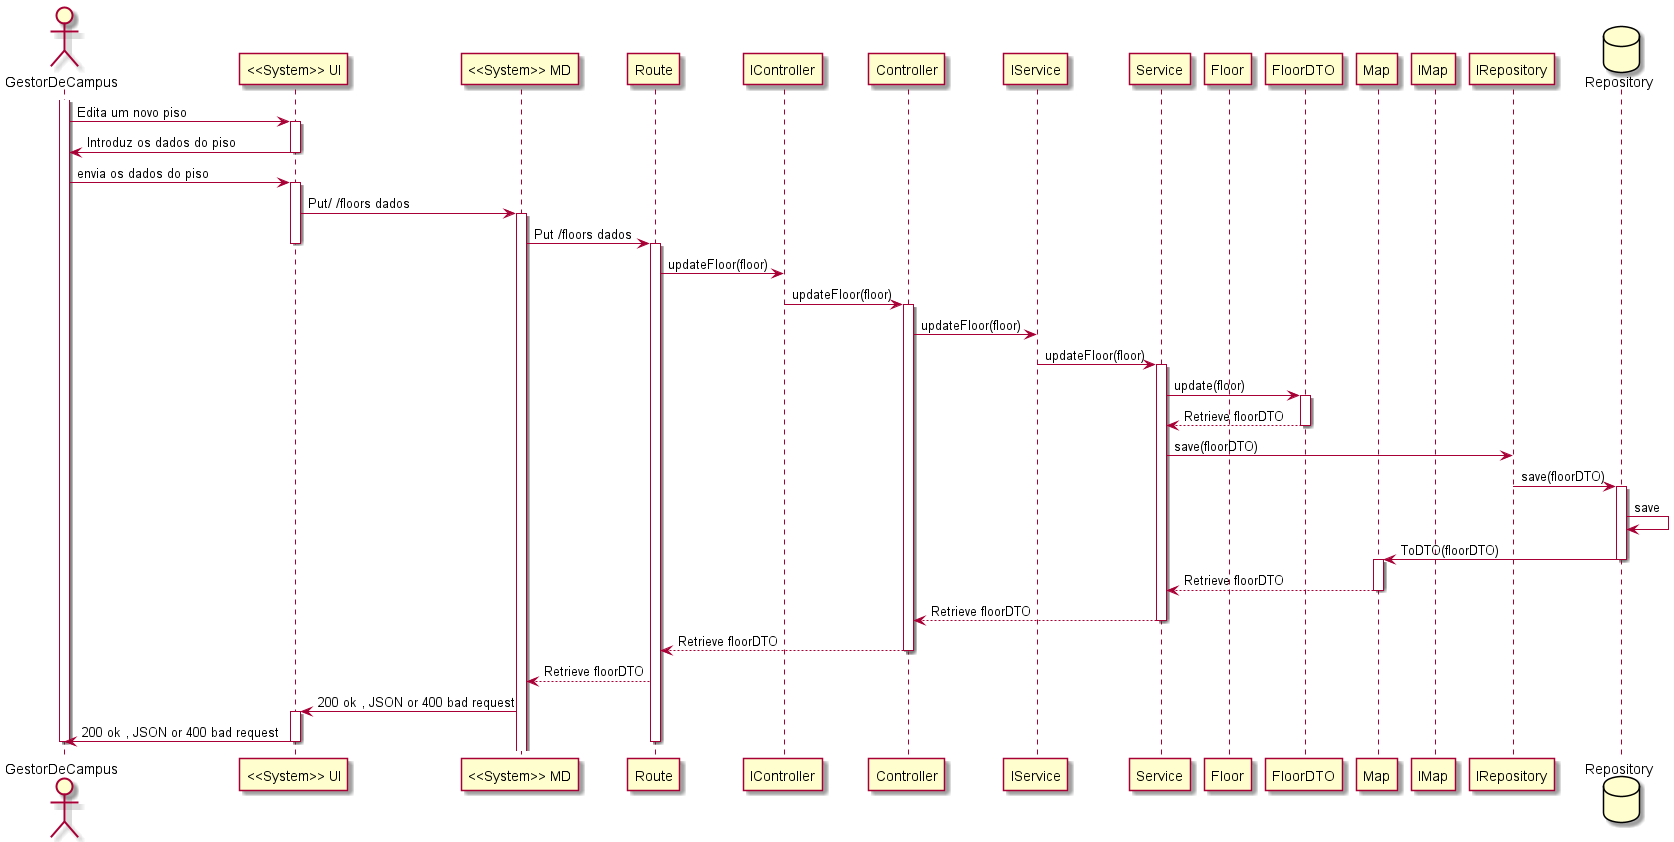 GestorDeCampus
<<System>> UI
<<System>> MD
Route
IController
Controller
IService
Service
Floor
FloorDTO
Map
IMap
IRepository
Repository
Edita um novo piso
Introduz os dados do piso
envia os dados do piso
Put/ /floors dados
Put /floors dados
updateFloor(floor)
updateFloor(floor)
updateFloor(floor)
updateFloor(floor)
update(floor)
Retrieve floorDTO
save(floorDTO)
save(floorDTO)
save
ToDTO(floorDTO)
Retrieve floorDTO
Retrieve floorDTO
Retrieve floorDTO
Retrieve floorDTO
200 ok , JSON or 400 bad request
200 ok , JSON or 400 bad request
GestorDeCampus
<<System>> UI
<<System>> MD
Route
IController
Controller
IService
Service
Floor
FloorDTO
Map
IMap
IRepository
Repository